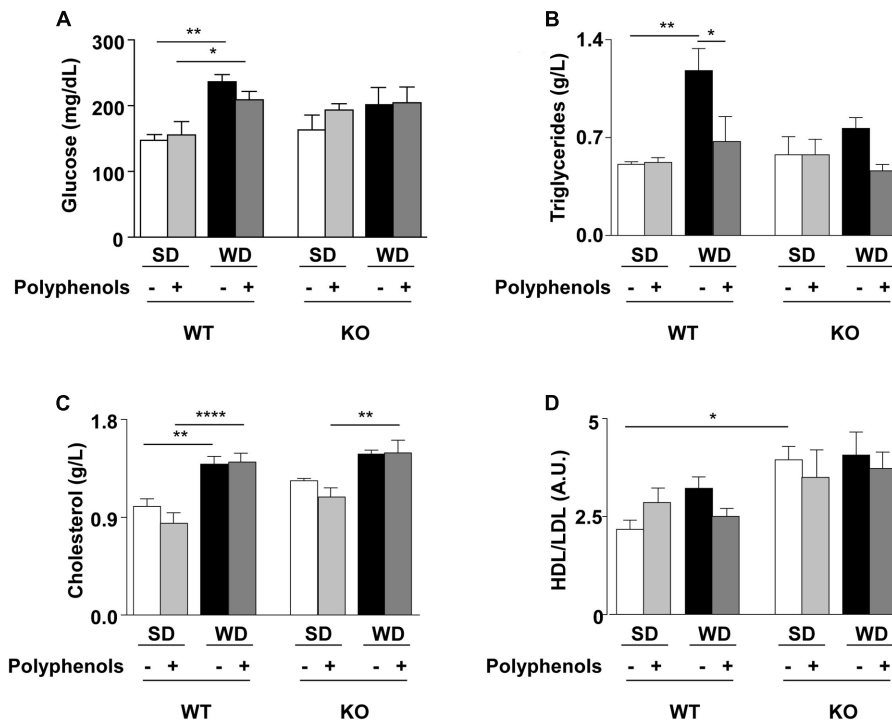 A
Glucose (mg/dL)
300
200
100
0
**
*
SD WD SD WD
Polyphenols - + - + - + - +
WT KO
B
Triglycerides (g/L)
1.4
0.7
0.0
** *
SD WD SD WD
- + - + - + - +
WT KO
C
Cholesterol (g/L)
1.8
0.9
0.0
****
**
**
SD WD SD WD
Polyphenols - + - + - + - +
WT KO
D
HDL/LDL (A.U.)
5
2.5
0
*
SD WD SD WD
- + - + - + - +
WT KO